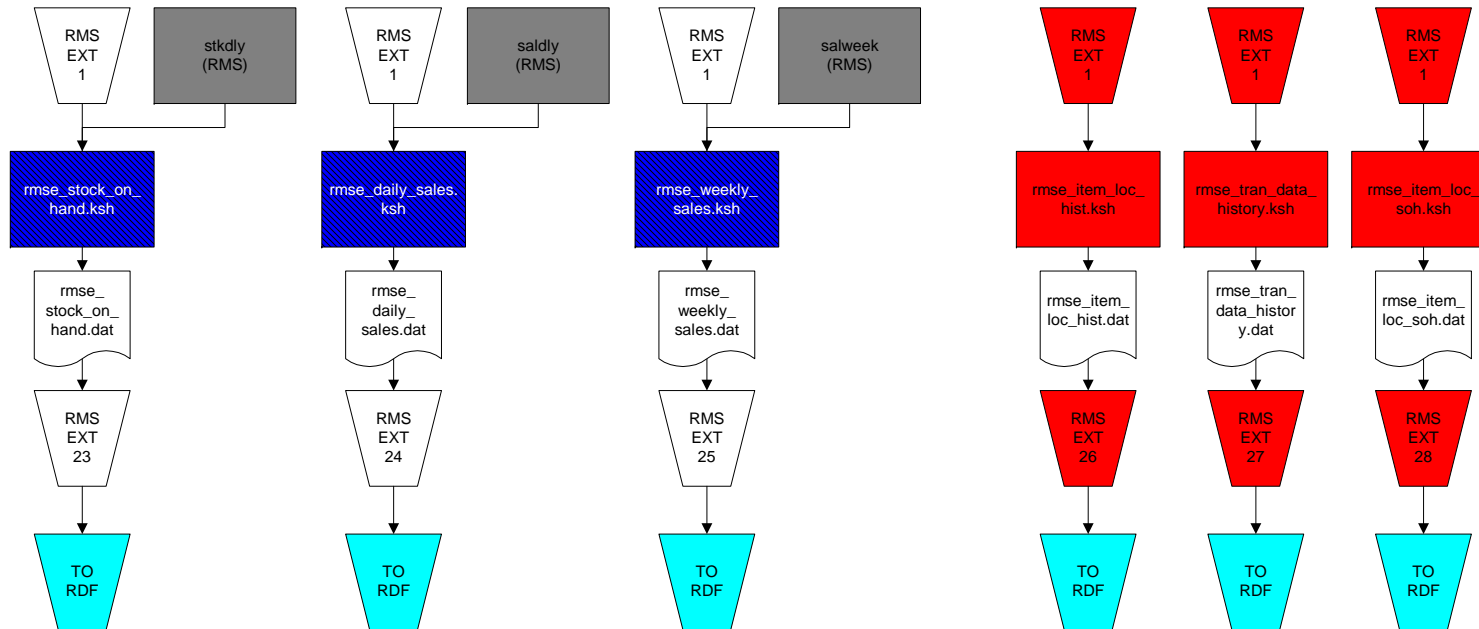 RMS
EXT
1
stkdly
(RMS)
RMS
EXT
1
saldly
(RMS)
RMS
EXT
1
salweek
(RMS)
RMS
EXT
1
RMS
EXT
1
RMS
EXT
1
rmse_stock_on_
hand.ksh
rmse_daily_sales.
ksh
rmse_weekly_
sales.ksh
rmse_item_loc_
hist.ksh
rmse_tran_data_
history.ksh
rmse_item_loc_
soh.ksh
rmse_
stock_on_
hand.dat
rmse_
daily_
sales.dat
rmse_
weekly_
sales.dat
rmse_item_
loc_hist.dat
rmse_tran_
data_histor
y.dat
rmse_item_
loc_soh.dat
RMS
EXT
23
RMS
EXT
24
RMS
EXT
25
RMS
EXT
26
RMS
EXT
27
RMS
EXT
28
TO
RDF
TO
RDF
TO
RDF
TO
RDF
TO
RDF
TO
RDF